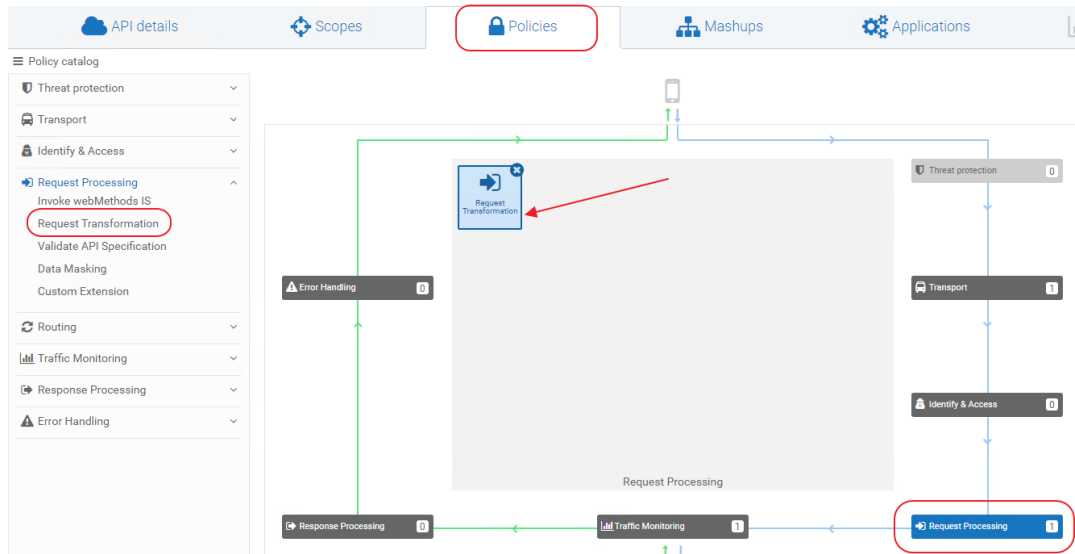 API details
Scopes
Policies
Mashups
Applications
Policy catalog
Threat protection
Transport
Identify & Access
Request Processing
Invoke webMethods IS
Request Transformation
Validate API Specification
Data Masking
Custom Extension
Routing
Traffic Monitoring
Response Processing
Error Handling
Request
Transformation
Request Processing
Threat protection 0
Transport 1
Identify & Access 0
Request Processing 1
Traffic Monitoring 1
Response Processing 0
Error Handling 0